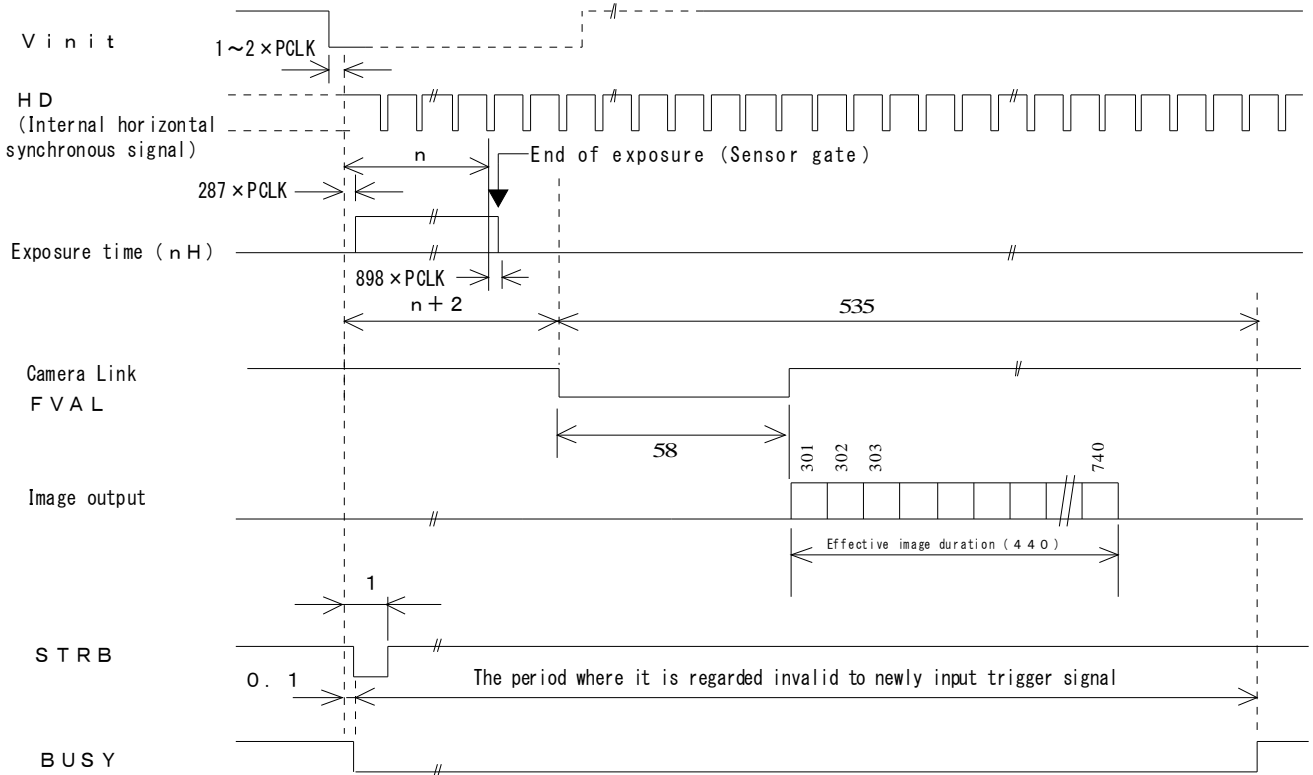 Vinit
1～2×PCLK
HD
(Internal horizontal
synchronous signal)
n
End of exposure (Sensor gate)
287×PCLK
Exposure time (nH)
898×PCLK
n+2
535
Camera Link
FVAL
58
301
302
303
740
Image output
Effective image duration (440)
1
STRB
0.1
The period where it is regarded invalid to newly input trigger signal
BUSY